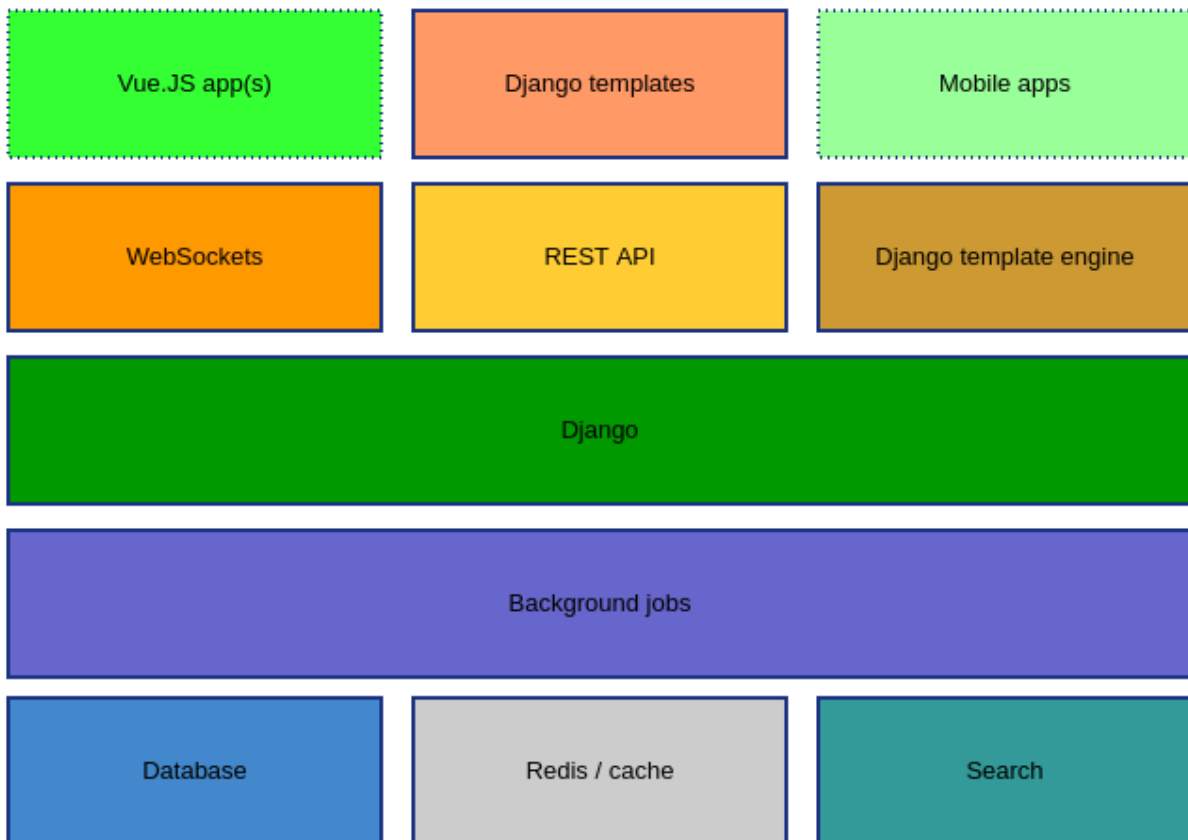 Vue.JS app(s)
Django templates
Mobile apps
WebSockets
REST API
Django template engine
Django
Background jobs
Database
Redis / cache
Search